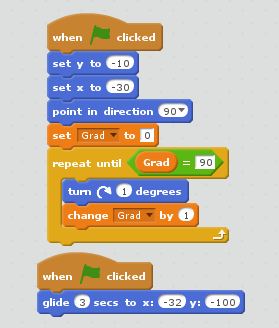 when clicked
set y to -10
set x to -30
point in direction 90
set Grad to 0
repeat until Grad = 90
turn 1 degrees
change Grad by 1
when clicked
glide 3 secs to x: -32 y: -100